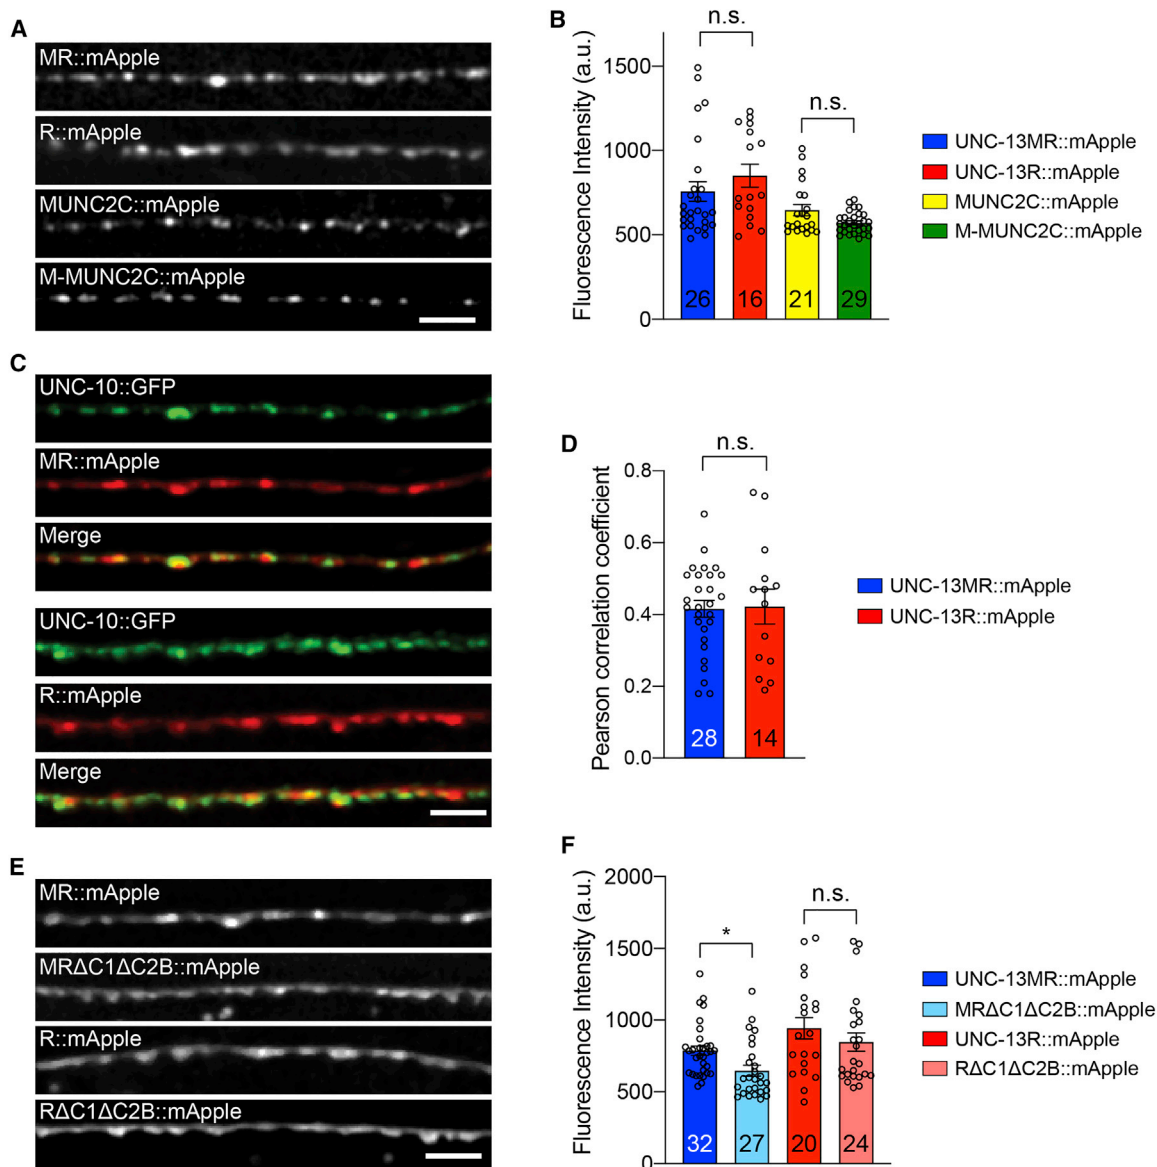 A
MR::mApple
R::mApple
MUNC2C::mApple
M-MUNC2C::mApple
B
Fluorescence Intensity (a.u.)
1500
1000
500
0
n.s.
n.s.
26
16
21
29
UNC-13MR::mApple
UNC-13R::mApple
MUNC2C::mApple
M-MUNC2C::mApple
C
UNC-10::GFP
MR::mApple
Merge
UNC-10::GFP
R::mApple
Merge
D
Pearson correlation coefficient
0.8
0.6
0.4
0.2
0.0
n.s.
28
14
UNC-13MR::mApple
UNC-13R::mApple
E
MR::mApple
MRΔC1ΔC2B::mApple
R::mApple
RΔC1ΔC2B::mApple
F
Fluorescence Intensity (a.u.)
2000
1500
1000
500
0
*
n.s.
32
27
20
24
UNC-13MR::mApple
MRΔC1ΔC2B::mApple
UNC-13R::mApple
RΔC1ΔC2B::mApple